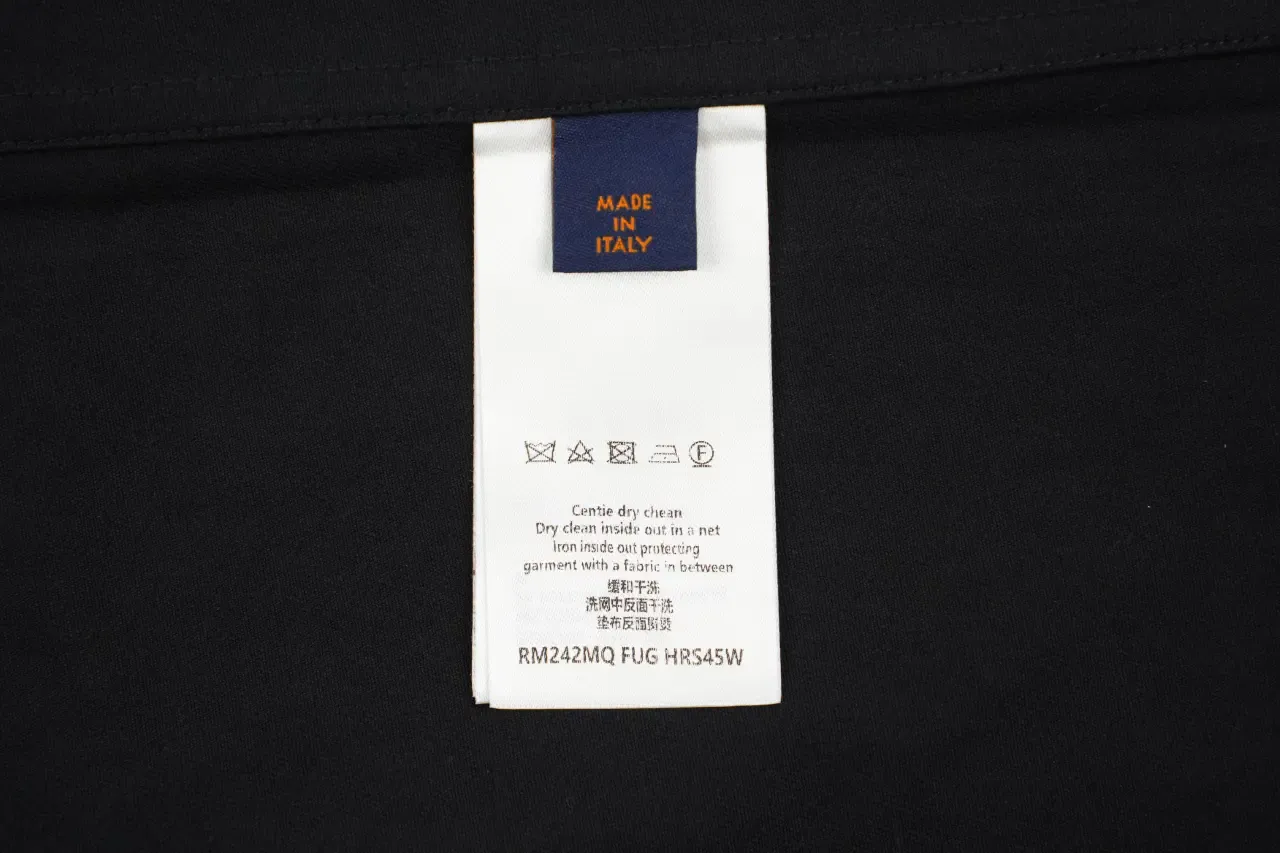 MADE
IN
ITALY
F
Centie dry chean
Dry clean inside out in a net
Iron inside out protecting
garment with a fabric in between
缓和干洗
洗网中反面干洗
垫布反面熨烫
RM242MQ FUG HRS45W